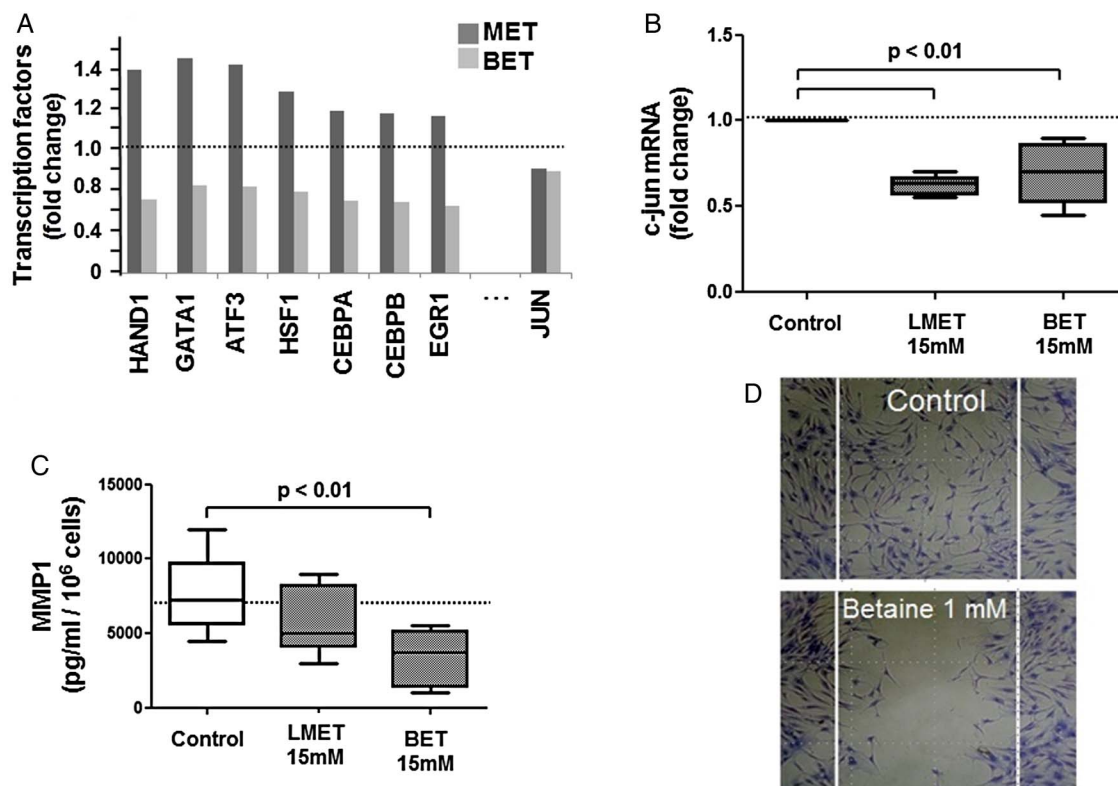 A
MET
BET
Transcription factors
(fold change)
1.4
1.2
1.0
0.8
0.4
0
HAND1
GATA1
ATF3
HSF1
CEBPA
CEBPB
EGR1
...
JUN
B
p < 0.01
c-jun mRNA
(fold change)
1.5
1.0
0.5
0.0
Control
LMET
15mM
BET
15mM
C
p < 0.01
MMP1
(pg/ml / 10⁶ cells)
15000
10000
5000
0
Control
LMET
15mM
BET
15mM
D
Control
Betaine 1 mM